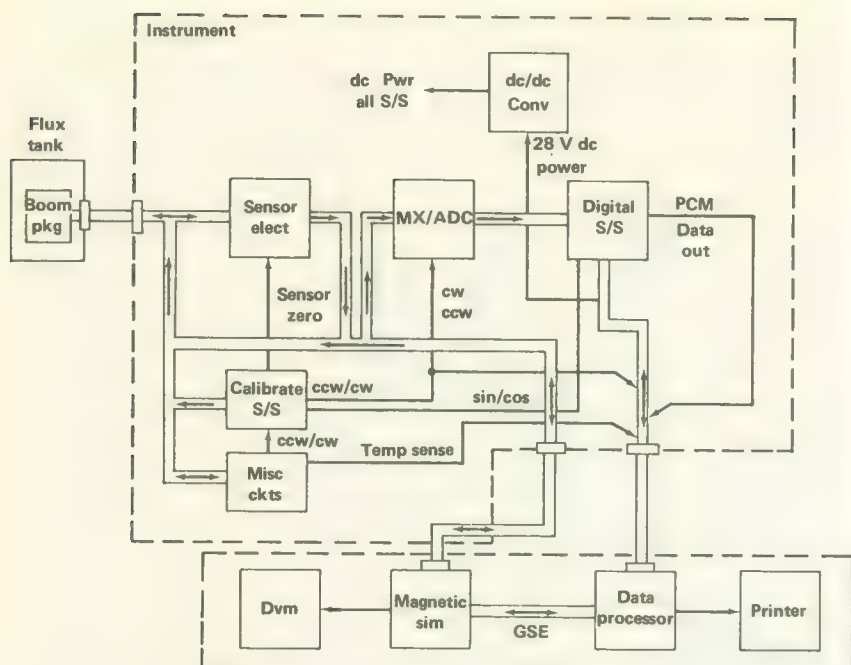 Instrument
dc Pwr
all S/S
dc/dc
Conv
Flux
tank
28 V dc
power
Boom
pkg
Sensor
elect
MX/ADC
Digital
S/S
PCM
Data
out
Sensor
zero
cw
ccw
Calibrate
S/S
ccw/cw
sin/cos
ccw/cw
Temp sense
Misc
ckts
Dvm
Magnetic
sim
GSE
Data
processor
Printer